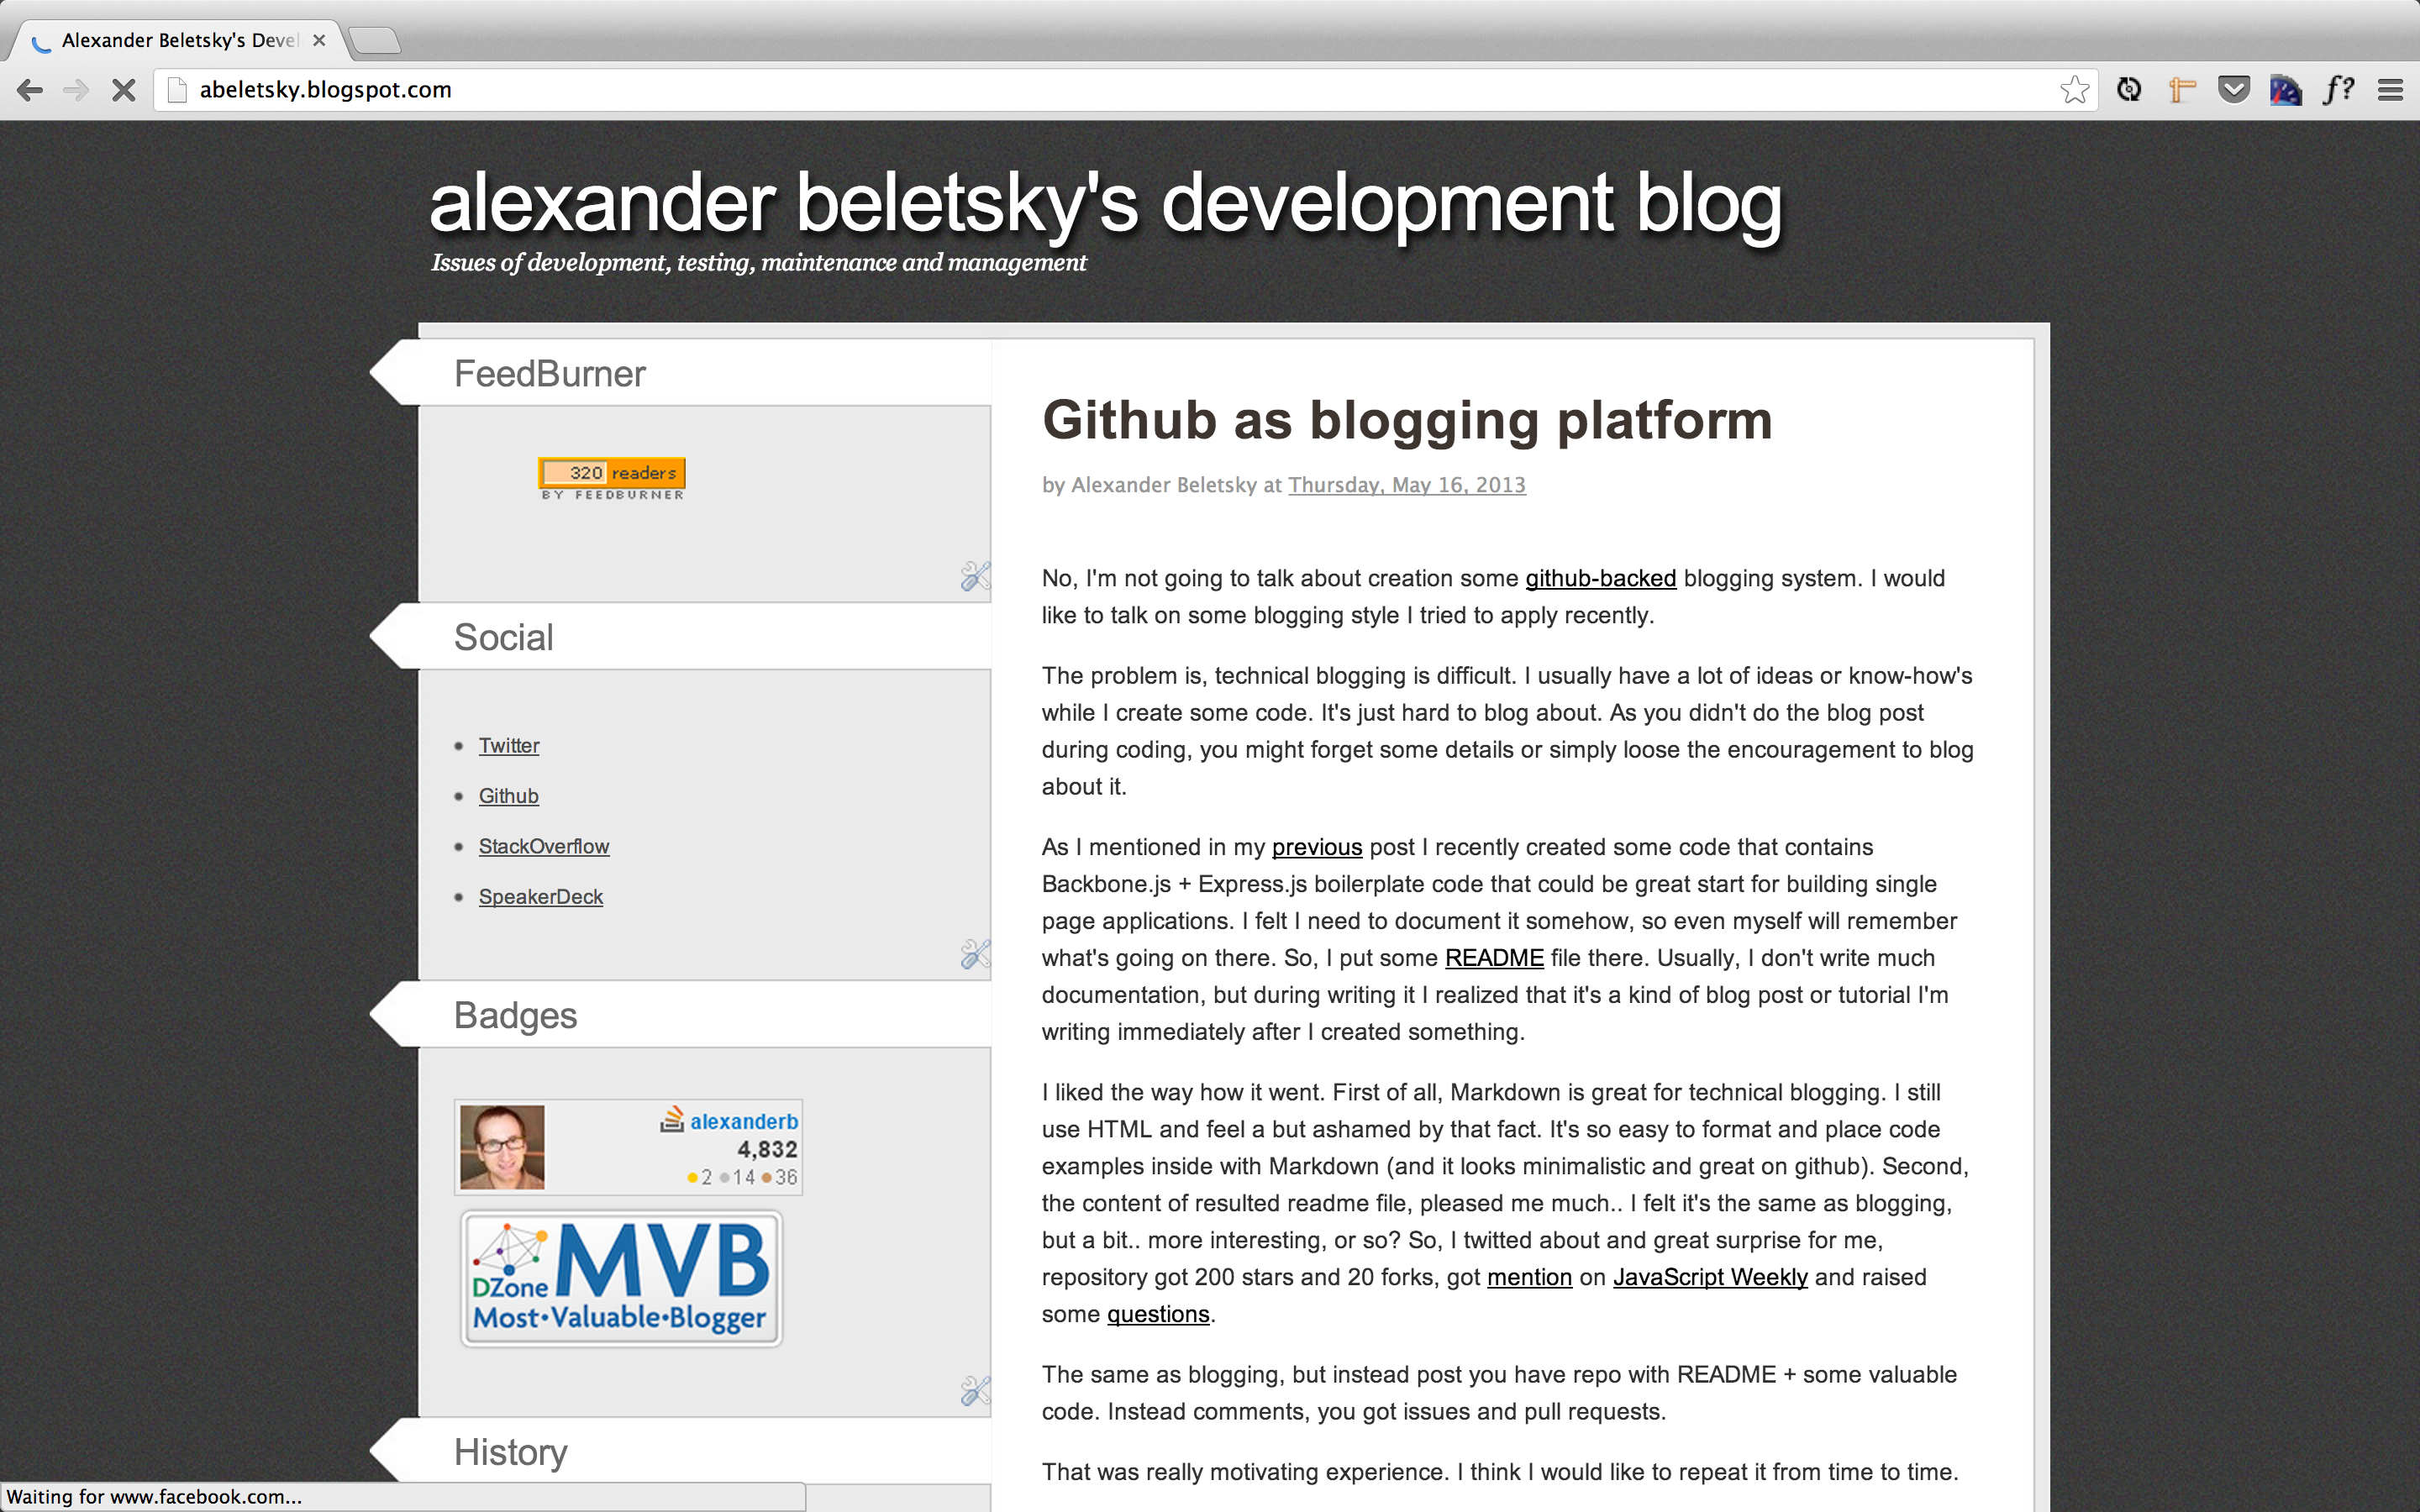 Alexander Beletsky's Devel
abeletsky.blogspot.com
f?
alexander beletsky's development blog
Issues of development, testing, maintenance and management
FeedBurner
320 readers
BY FEEDBURNER
Social
Twitter
Github
StackOverflow
SpeakerDeck
Badges
alexanderb
4,832
2 14 36
DZone MVB
Most•Valuable•Blogger
History
Github as blogging platform
by Alexander Beletsky at Thursday, May 16, 2013
No, I'm not going to talk about creation some github-backed blogging system. I would
like to talk on some blogging style I tried to apply recently.
The problem is, technical blogging is difficult. I usually have a lot of ideas or know-how's
while I create some code. It's just hard to blog about. As you didn't do the blog post
during coding, you might forget some details or simply loose the encouragement to blog
about it.
As I mentioned in my previous post I recently created some code that contains
Backbone.js + Express.js boilerplate code that could be great start for building single
page applications. I felt I need to document it somehow, so even myself will remember
what's going on there. So, I put some README file there. Usually, I don't write much
documentation, but during writing it I realized that it's a kind of blog post or tutorial I'm
writing immediately after I created something.
I liked the way how it went. First of all, Markdown is great for technical blogging. I still
use HTML and feel a but ashamed by that fact. It's so easy to format and place code
examples inside with Markdown (and it looks minimalistic and great on github). Second,
the content of resulted readme file, pleased me much.. I felt it's the same as blogging,
but a bit.. more interesting, or so? So, I twitted about and great surprise for me,
repository got 200 stars and 20 forks, got mention on JavaScript Weekly and raised
some questions.
The same as blogging, but instead post you have repo with README + some valuable
code. Instead comments, you got issues and pull requests.
That was really motivating experience. I think I would like to repeat it from time to time.
Waiting for www.facebook.com...